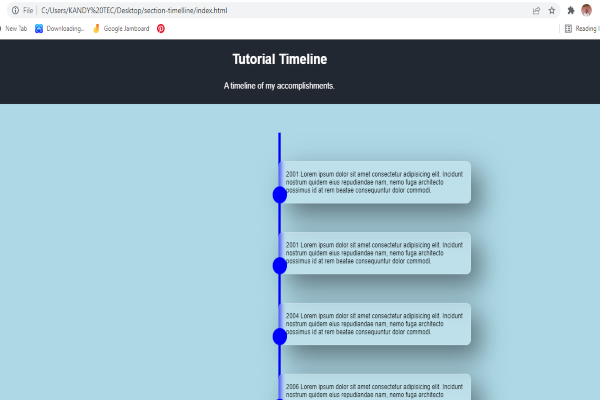 File C:/Users/KANDY%20TEC/Desktop/section-timelline/index.html
New Tab Downloading.. Google Jamboard Reading l
Tutorial Timeline
A timeline of my accomplishments.
2001 Lorem ipsum dolor sit amet consectetur adipisicing elit. Incidunt
nostrum quidem eius repudiandae nam, nemo fuga architecto
possimus id at rem beatae consequuntur dolor commodi.
2001 Lorem ipsum dolor sit amet consectetur adipisicing elit. Incidunt
nostrum quidem eius repudiandae nam, nemo fuga architecto
possimus id at rem beatae consequuntur dolor commodi.
2004 Lorem ipsum dolor sit amet consectetur adipisicing elit. Incidunt
nostrum quidem eius repudiandae nam, nemo fuga architecto
possimus id at rem beatae consequuntur dolor commodi.
2006 Lorem ipsum dolor sit amet consectetur adipisicing elit. Incidunt
nostrum quidem eius repudiandae nam, nemo fuga architecto